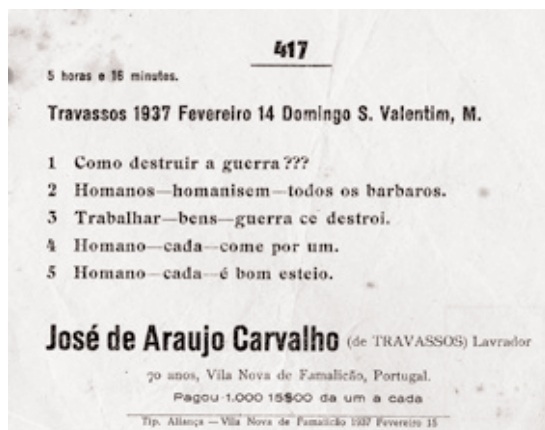 417
5 horas e 16 minutos.
Travassos 1937 Fevereiro 14 Domingo S. Valentim, M.
1 Como destruir a guerra???
2 Homanos—homanisem—todos os barbaros.
3 Trabalhar—bens—guerra ce destroi.
4 Homano—cada—come por um.
5 Homano—cada—é bom esteio.
José de Araujo Carvalho (de TRAVASSOS) Lavrador
70 anos, Vila Nova de Famalicão, Portugal.
Pagou 1.000 15$00 da um a cada
Tip. Aliança — Vila Nova de Famalicão 1937 Fevereiro 15